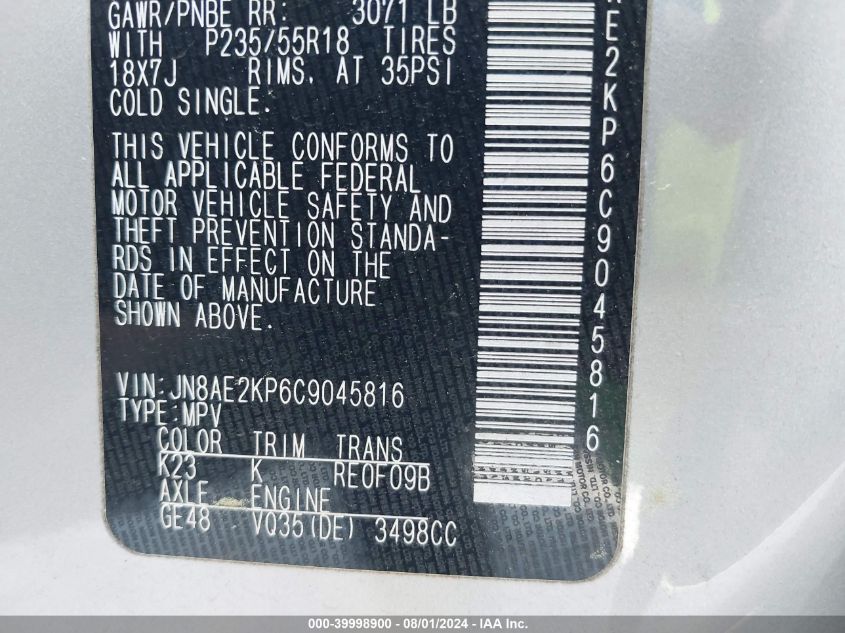 GAWR/PNBE RR: 3071 LB
WITH P235/55R18 TIRES
18X7J RIMS, AT 35PSI
COLD SINGLE.
THIS VEHICLE CONFORMS TO
ALL APPLICABLE FEDERAL
MOTOR VEHICLE SAFETY AND
THEFT PREVENTION STANDA-
RDS IN EFFECT ON THE
DATE OF MANUFACTURE
SHOWN ABOVE.
VIN:JN8AE2KP6C9045816
TYPE:MPV
COLOR TRIM TRANS
K23 K RE0F09B
AXLE ENGINE
GE48 VQ35(DE) 3498CC
E2KP6C9045816
000-39998900 - 08/01/2024 - IAA Inc.